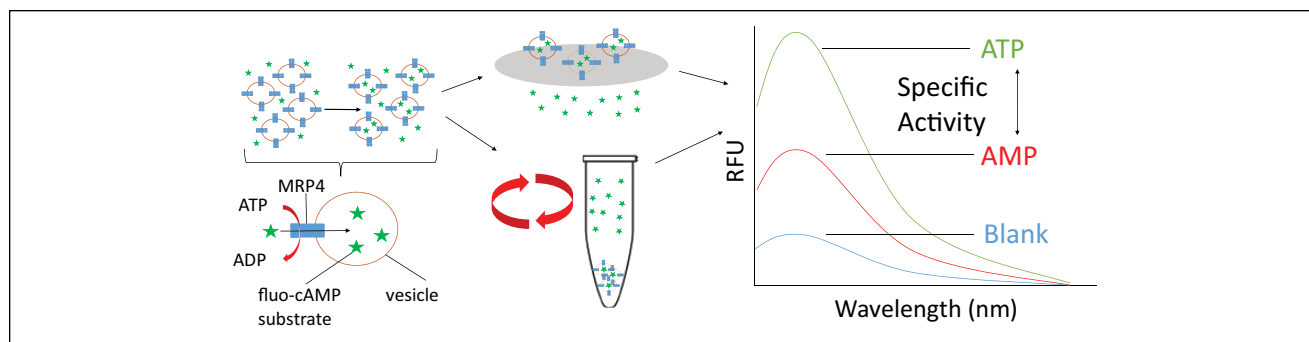 MRP4
ATP
ADP
fluo-cAMP
substrate
vesicle
RFU
ATP
Specific
Activity
AMP
Blank
Wavelength (nm)